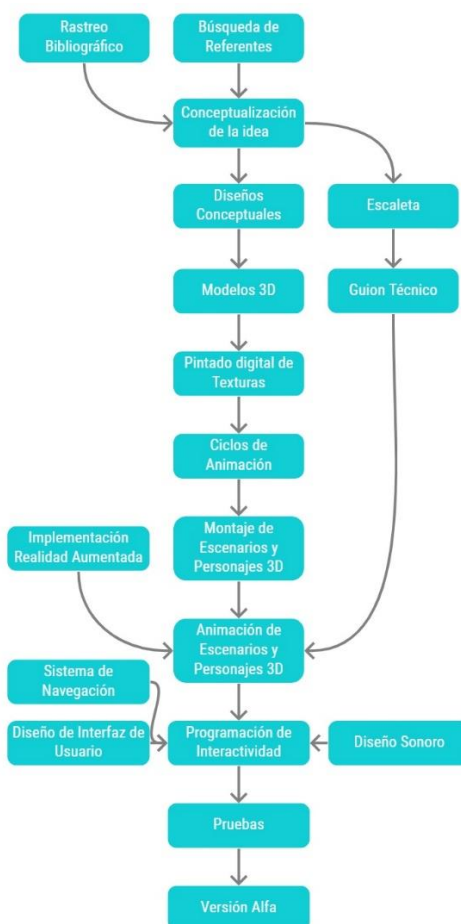 Rastreo
Bibliográfico
Búsqueda de
Referentes
Conceptualización
de la idea
Diseños
Conceptuales
Escaleta
Modelos 3D
Guion Técnico
Pintado digital de
Texturas
Ciclos de
Animación
Implementación
Realidad Aumentada
Montaje de
Escenarios y
Personajes 3D
Animación de
Escenarios y
Personajes 3D
Sistema de
Navegación
Diseño de Interfaz de
Usuario
Programación de
Interactividad
Diseño Sonoro
Pruebas
Versión Alfa